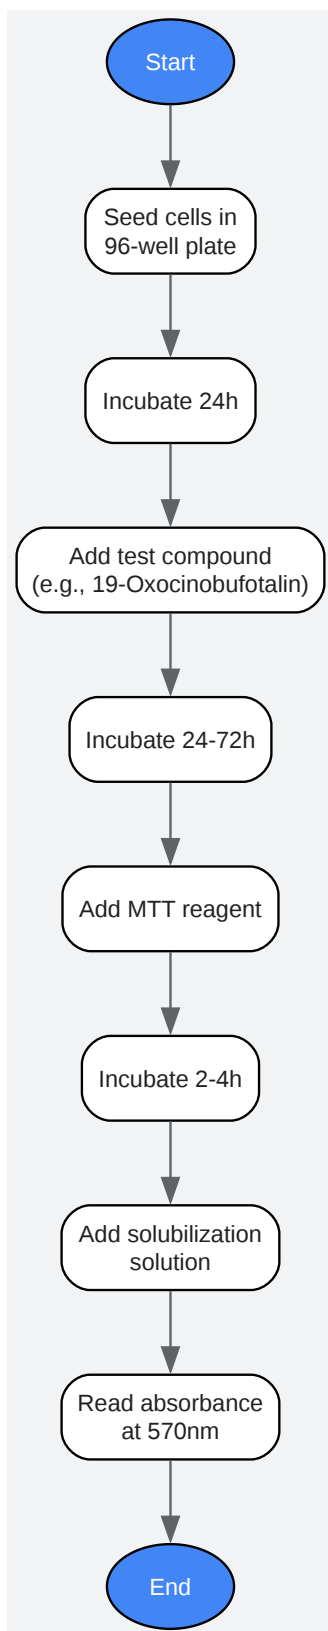 Start
Seed cells in
96-well plate
Incubate 24h
Add test compound
(e.g., 19-Oxocinobufotalin)
Incubate 24-72h
Add MTT reagent
Incubate 2-4h
Add solubilization
solution
Read absorbance
at 570nm
End